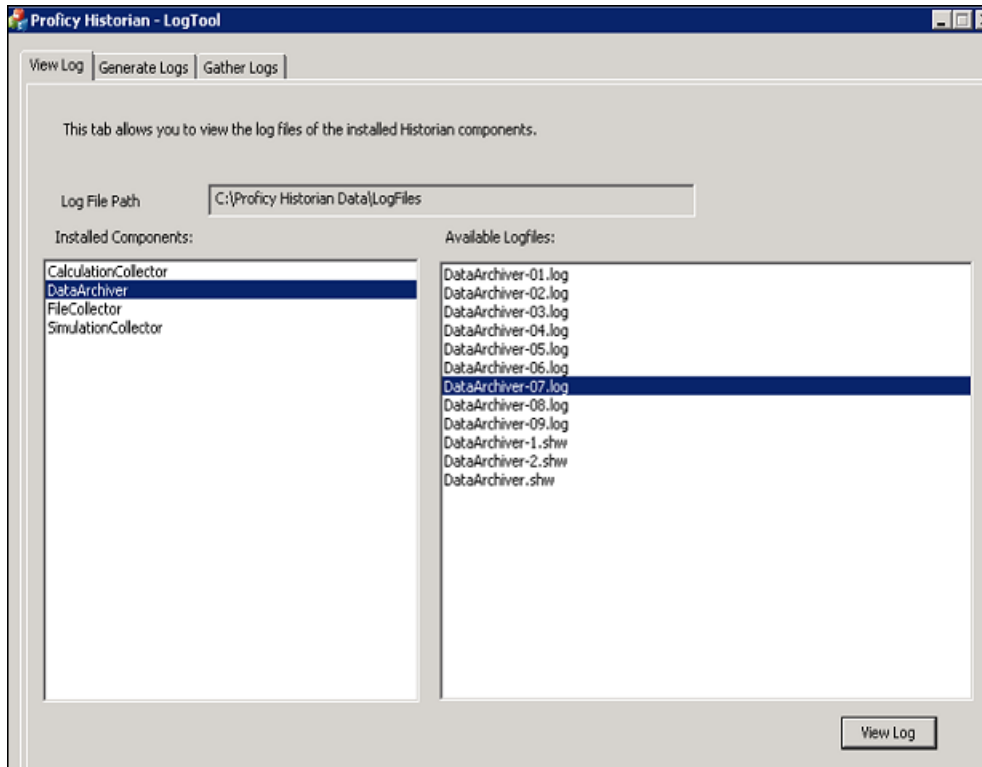 Proficy Historian - LogTool
View Log Generate Logs Gather Logs
This tab allows you to view the log files of the installed Historian components.
Log File Path C:\Proficy Historian Data\LogFiles
Installed Components:
CalculationCollector
DataArchiver
FileCollector
SimulationCollector
Available Logfiles:
DataArchiver-01.log
DataArchiver-02.log
DataArchiver-03.log
DataArchiver-04.log
DataArchiver-05.log
DataArchiver-06.log
DataArchiver-07.log
DataArchiver-08.log
DataArchiver-09.log
DataArchiver-1.shw
DataArchiver-2.shw
DataArchiver.shw
View Log